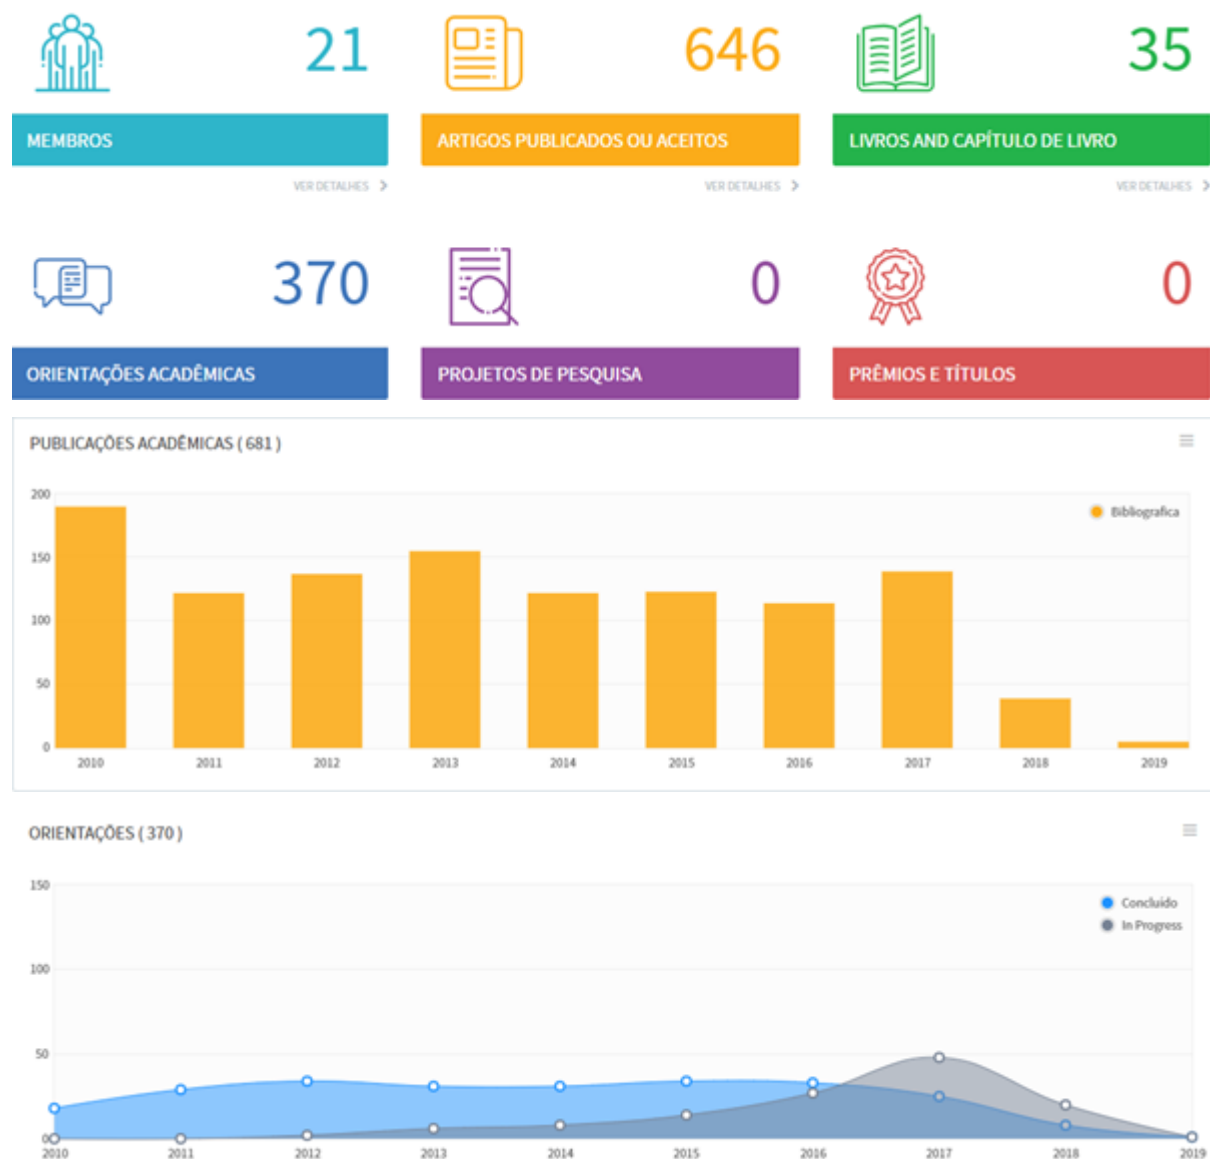 21
646
35
MEMBROS
ARTIGOS PUBLICADOS OU ACEITOS
LIVROS AND CAPÍTULO DE LIVRO
VER DETALHES
VER DETALHES
VER DETALHES
370
0
0
ORIENTAÇÕES ACADÊMICAS
PROJETOS DE PESQUISA
PRÊMIOS E TÍTULOS
PUBLICAÇÕES ACADÊMICAS ( 681 )
200
Bibliografica
150
100
50
0
2010 2011 2012 2013 2014 2015 2016 2017 2018 2019
ORIENTAÇÕES ( 370 )
150
Concluido
In Progress
100
50
0
2010 2011 2012 2013 2014 2015 2016 2017 2018 2019